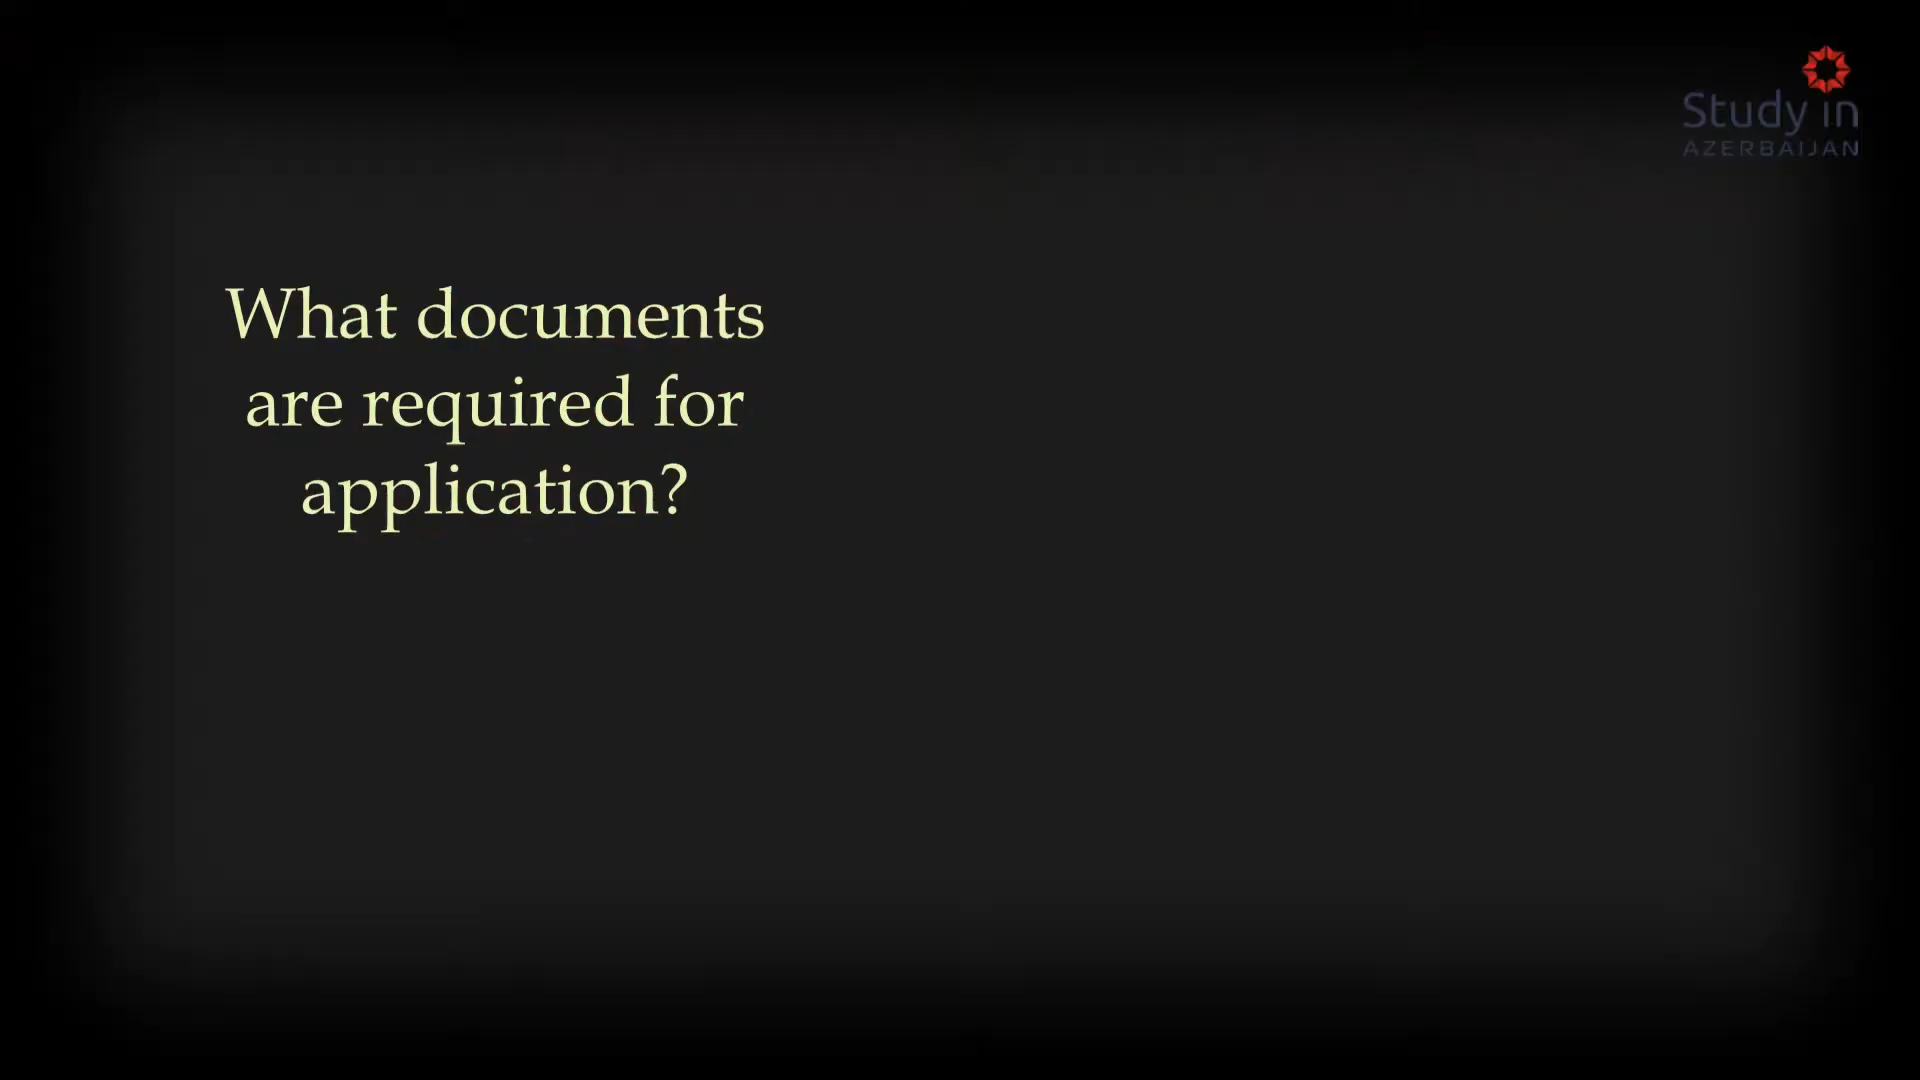 Study in
AZERBAIJAN
What documents
are required for
application?